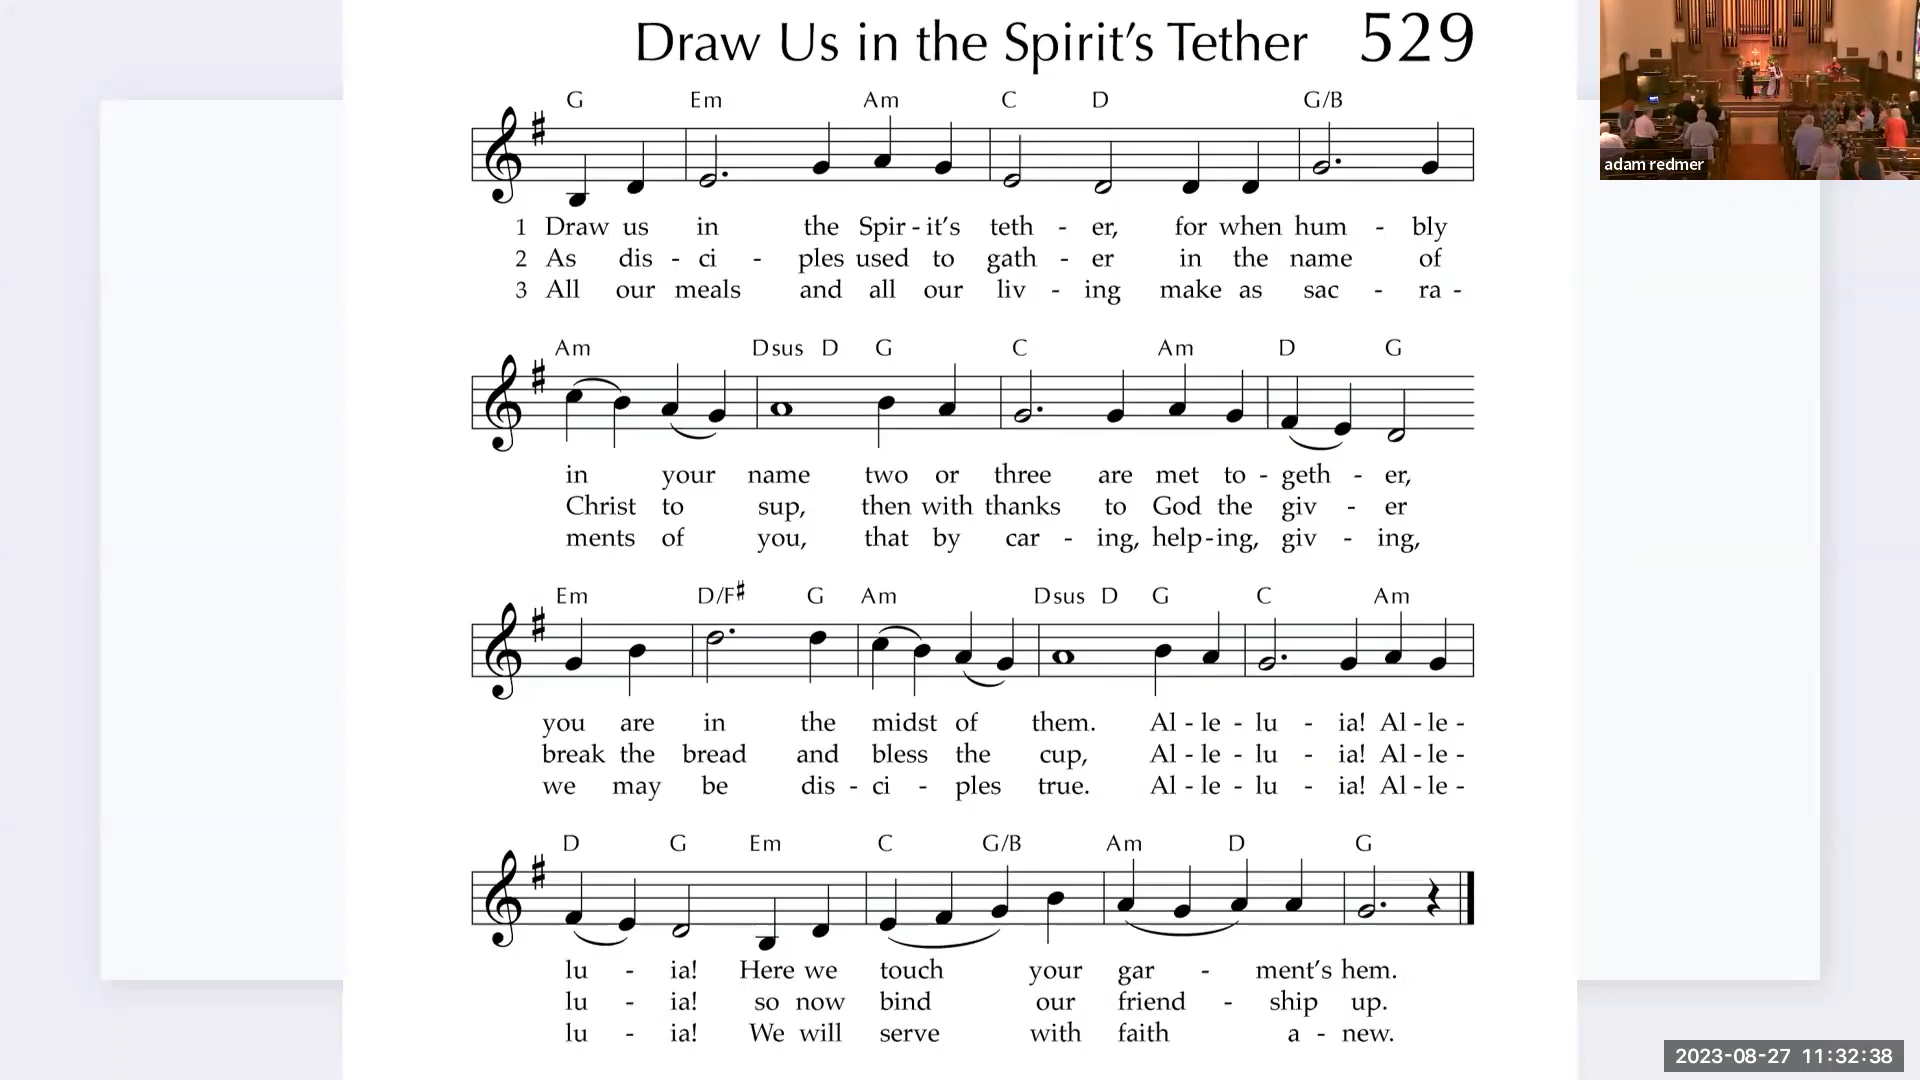 Draw Us in the Spirit's Tether 529
adam redmer
G Em Am C D G/B
1 Draw us in the Spir - it's teth - er, for when hum - bly
2 As dis - ci - ples used to gath - er in the name of
3 All our meals and all our liv - ing make as sac - ra -
Am Dsus D G C Am D G
in your name two or three are met to - geth - er,
Christ to sup, then with thanks to God the giv - er
ments of you, that by car - ing, help - ing, giv - ing,
Em D/F♯ G Am Dsus D G C Am
you are in the midst of them. Al - le - lu - ia! Al - le -
break the bread and bless the cup, Al - le - lu - ia! Al - le -
we may be dis - ci - ples true. Al - le - lu - ia! Al - le -
D G Em C G/B Am D G
lu - ia! Here we touch your gar - ment's hem.
lu - ia! so now bind our friend - ship up.
lu - ia! We will serve with faith a - new.
2023-08-27 11:32:38